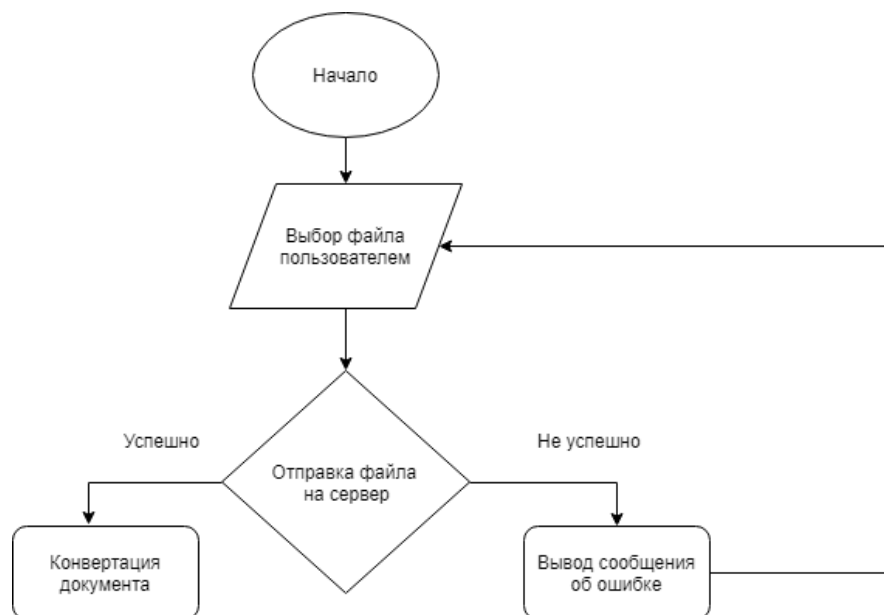 Начало
Выбор файла
пользователем
Успешно
Не успешно
Отправка файла
на сервер
Конвертация
документа
Вывод сообщения
об ошибке